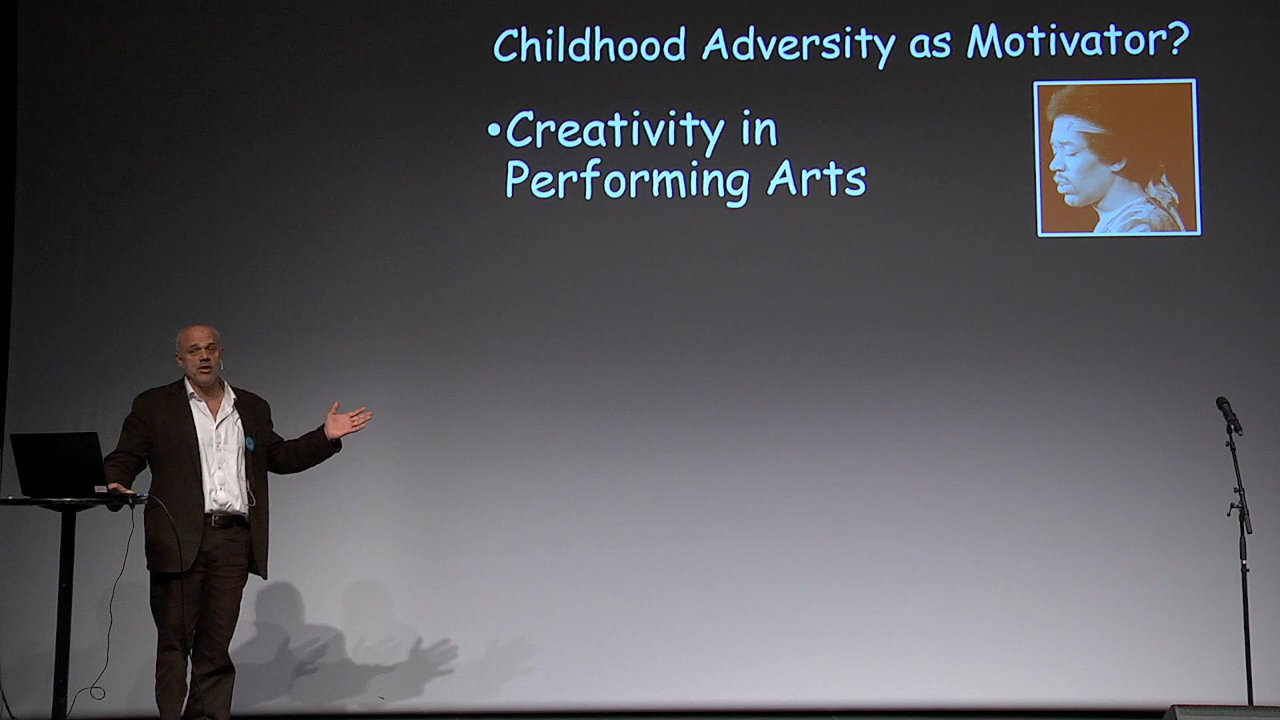 Childhood Adversity as Motivator?
•Creativity in
Performing Arts